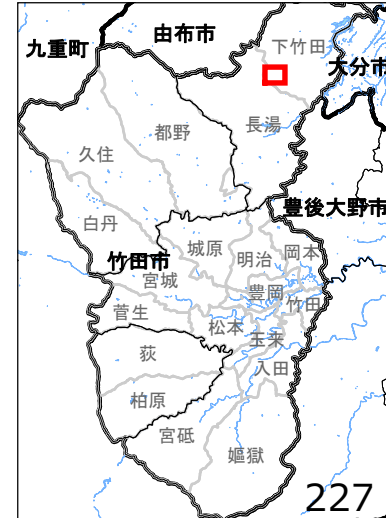 由布市
下竹田
九重町
大分市
都野
長湯
久住
豊後大野市
白丹
城原
明治
岡本
竹田市
宮城
豊岡
竹田
菅生
松本
玉来
荻
入田
柏原
宮砥
嫗獄
227